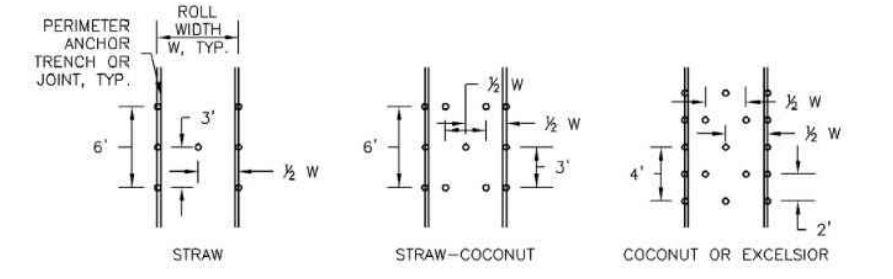 PERIMETER
ANCHOR
TRENCH OR
JOINT, TYP.
ROLL
WIDTH
W, TYP.
6'
3'
½ W
STRAW
½ W
½ W
6'
3'
STRAW-COCONUT
½ W
½ W
4'
2'
COCONUT OR EXCELSIOR